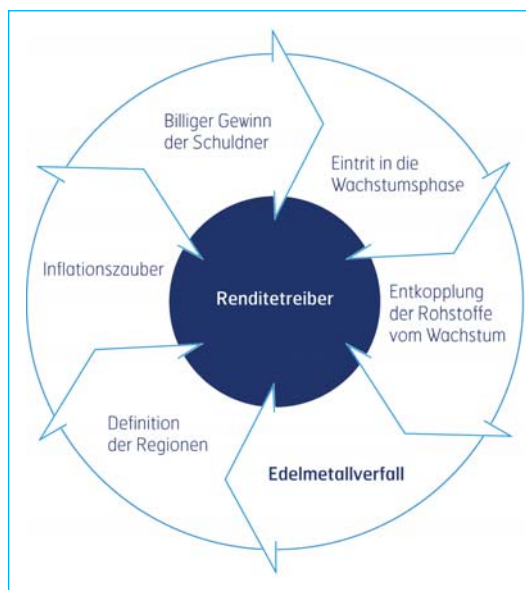 Billiger Gewinn
der Schuldner
Eintrit in die
Wachstumsphase
Inflationszauber
Renditetreiber
Entkopplung
der Rohstoffe
vom Wachstum
Definition
der Regionen
Edelmetallverfall